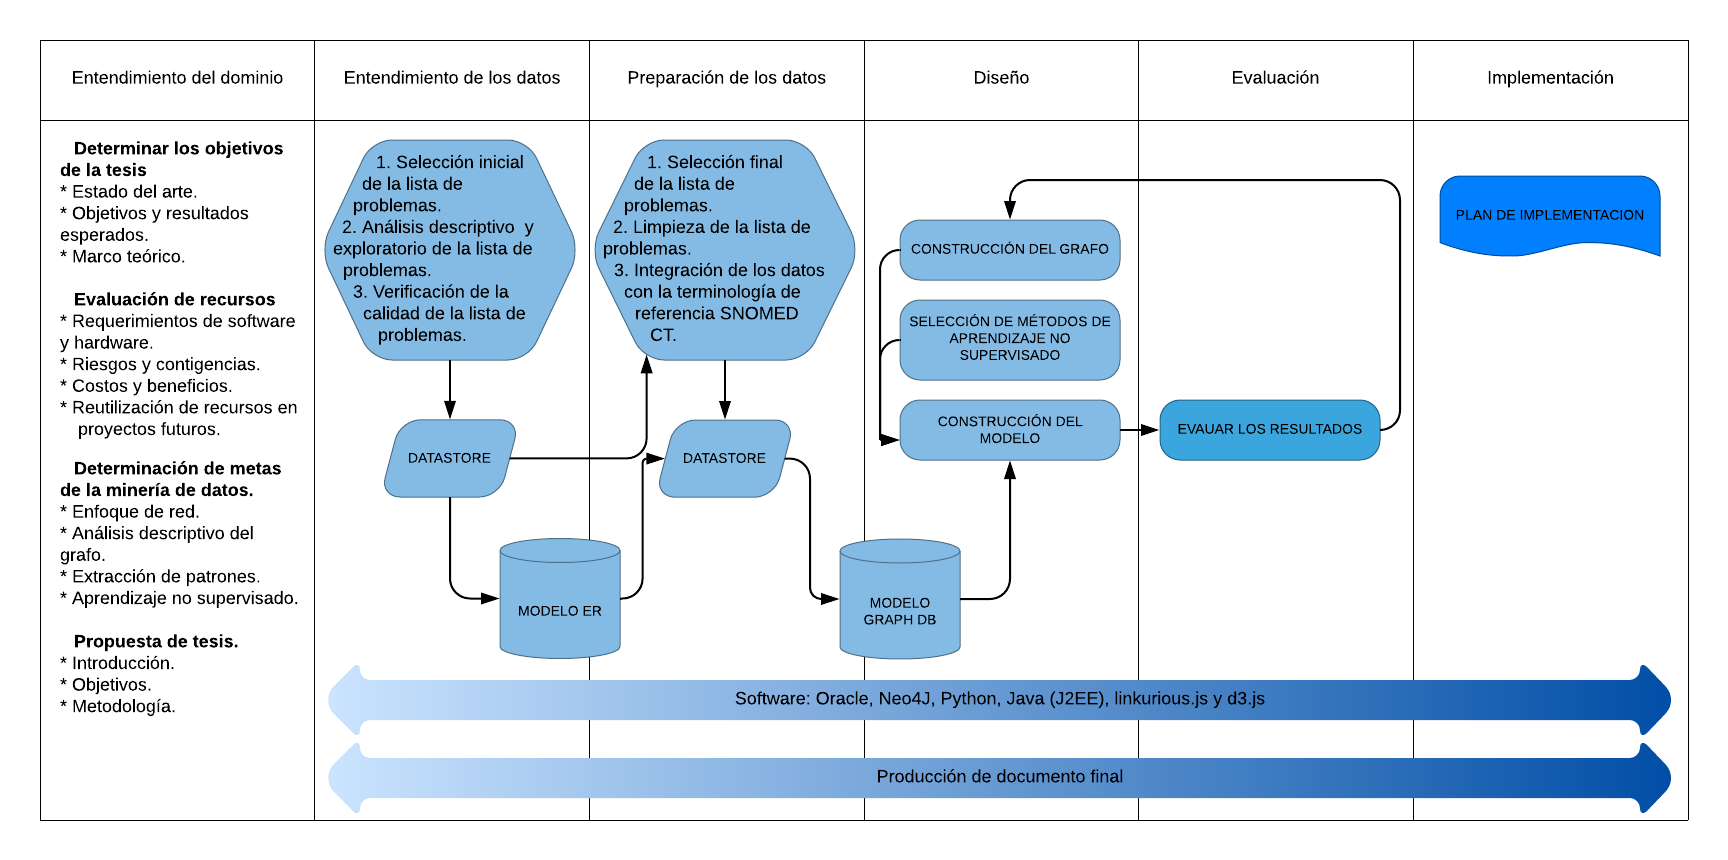 Entendimiento del dominio
Entendimiento de los datos
Preparación de los datos
Diseño
Evaluación
Implementación
Determinar los objetivos
de la tesis
* Estado del arte.
* Objetivos y resultados
esperados.
* Marco teórico.
Evaluación de recursos
* Requerimientos de software
y hardware.
* Riesgos y contigencias.
* Costos y beneficios.
* Reutilización de recursos en
proyectos futuros.
Determinación de metas
de la minería de datos.
* Enfoque de red.
* Análisis descriptivo del
grafo.
* Extracción de patrones.
* Aprendizaje no supervisado.
Propuesta de tesis.
* Introducción.
* Objetivos.
* Metodología.
1. Selección inicial
de la lista de
problemas.
2. Análisis descriptivo y
exploratorio de la lista de
problemas.
3. Verificación de la
calidad de la lista de
problemas.
DATASTORE
MODELO ER
1. Selección final
de la lista de
problemas.
2. Limpieza de la lista de
problemas.
3. Integración de los datos
con la terminología de
referencia SNOMED
CT.
DATASTORE
MODELO
GRAPH DB
CONSTRUCCIÓN DEL GRAFO
SELECCIÓN DE MÉTODOS DE
APRENDIZAJE NO
SUPERVISADO
CONSTRUCCIÓN DEL
MODELO
EVAUAR LOS RESULTADOS
PLAN DE IMPLEMENTACION
Software: Oracle, Neo4J, Python, Java (J2EE), linkurious.js y d3.js
Producción de documento final